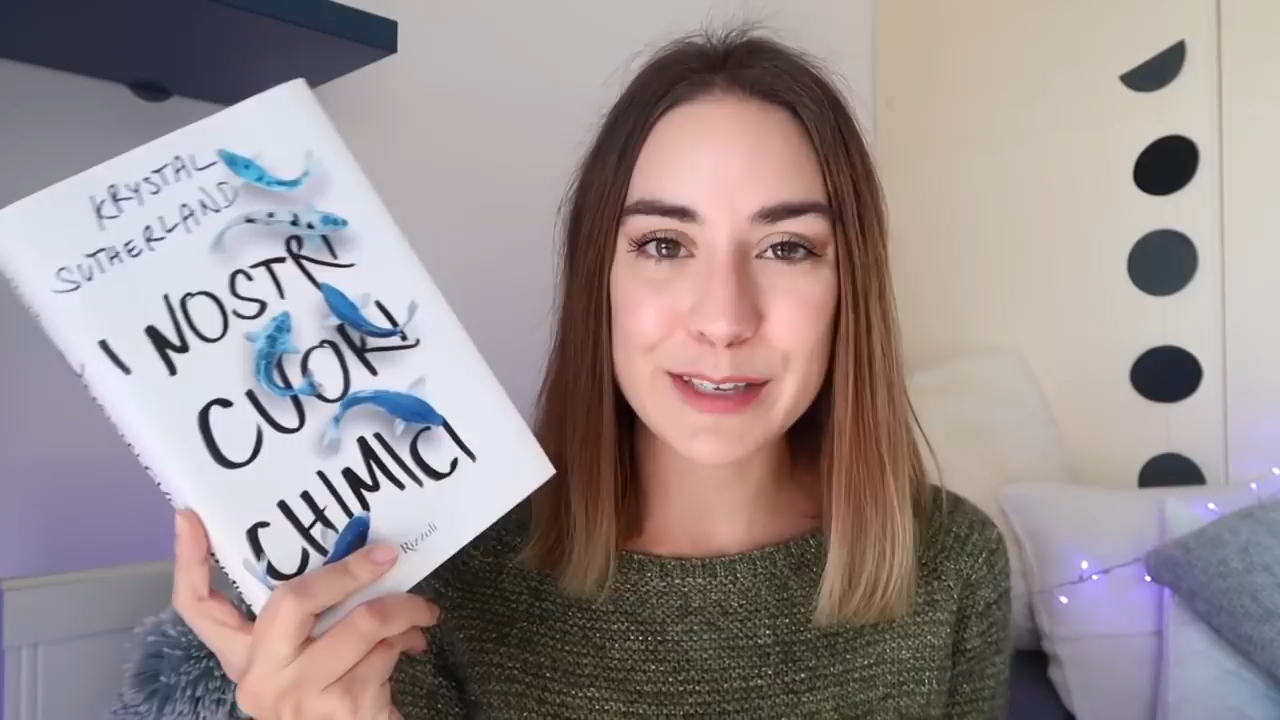 KRYSTAL
SUTHERLAND
I NOSTRI
CUORI
CHIMICI
Rizzoli